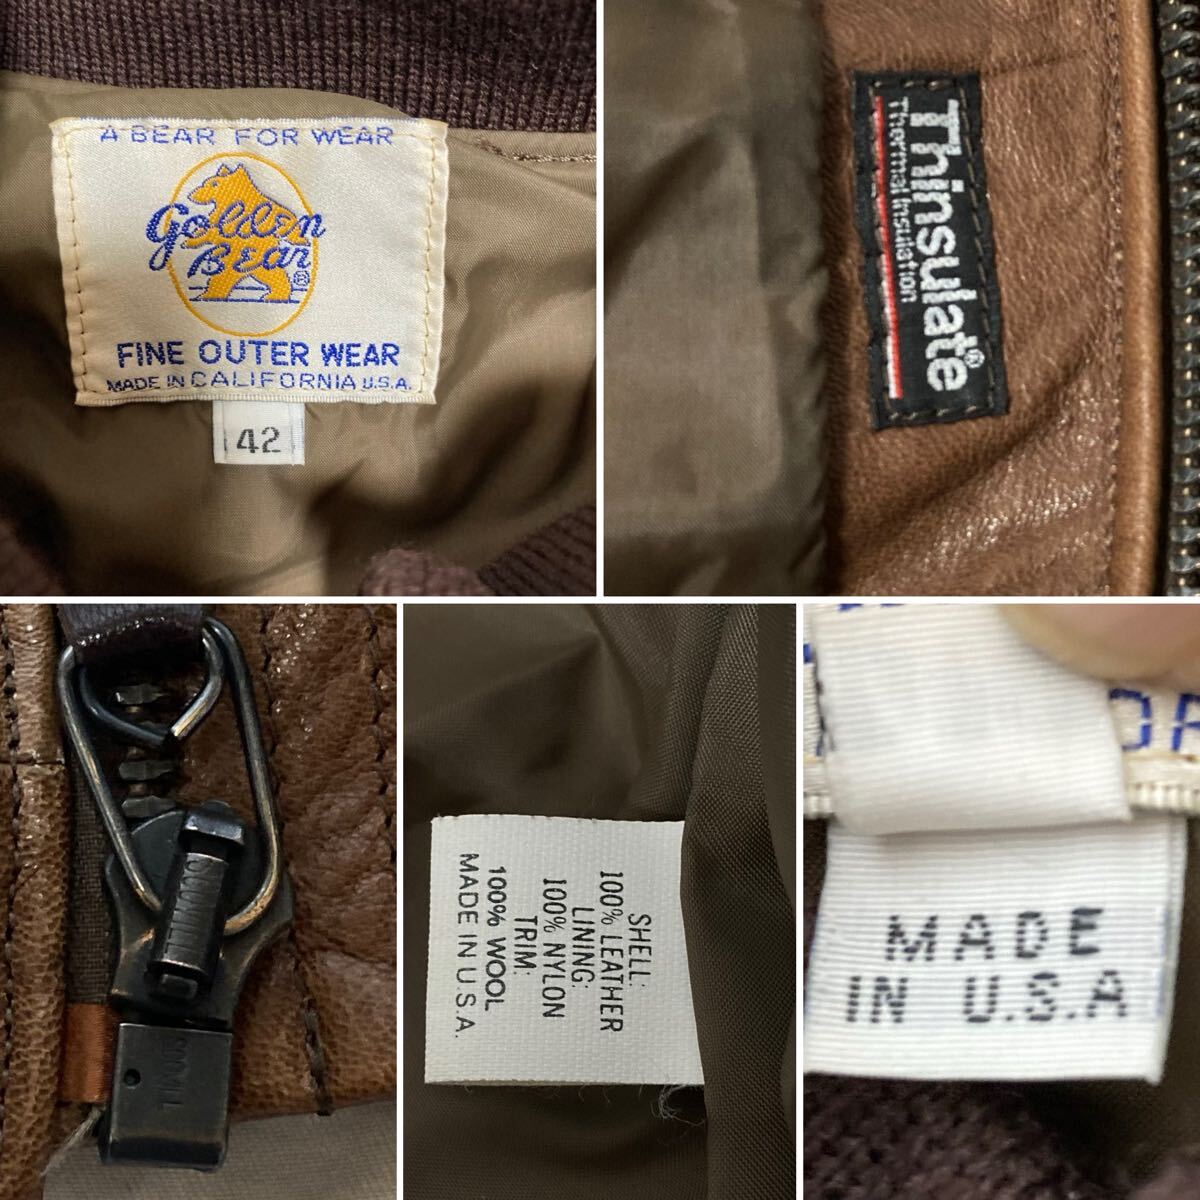 A BEAR FOR WEAR
Golden
Bear®
FINE OUTER WEAR
MADE IN CALIFORNIA U.S.A.
42
Thinsulate®
Thermal Insulation
SHELL:
100% LEATHER
LINING:
100% NYLON
TRIM:
100% WOOL
MADE IN U.S.A.
MADE
IN U.S.A